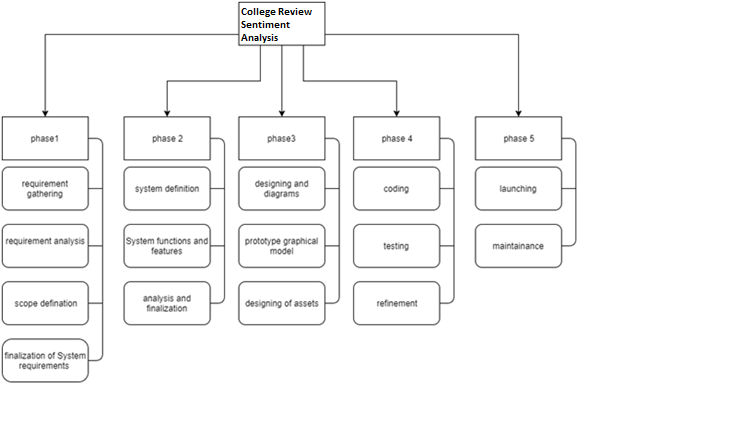 College Review
Sentiment
Analysis
phase1
phase 2
phase3
phase 4
phase 5
requirement
gathering
system definition
designing and
diagrams
coding
launching
requirement analysis
System functions and
features
prototype graphical
model
testing
maintainance
scope defination
analysis and
finalization
designing of assets
refinement
finalization of System
requirements